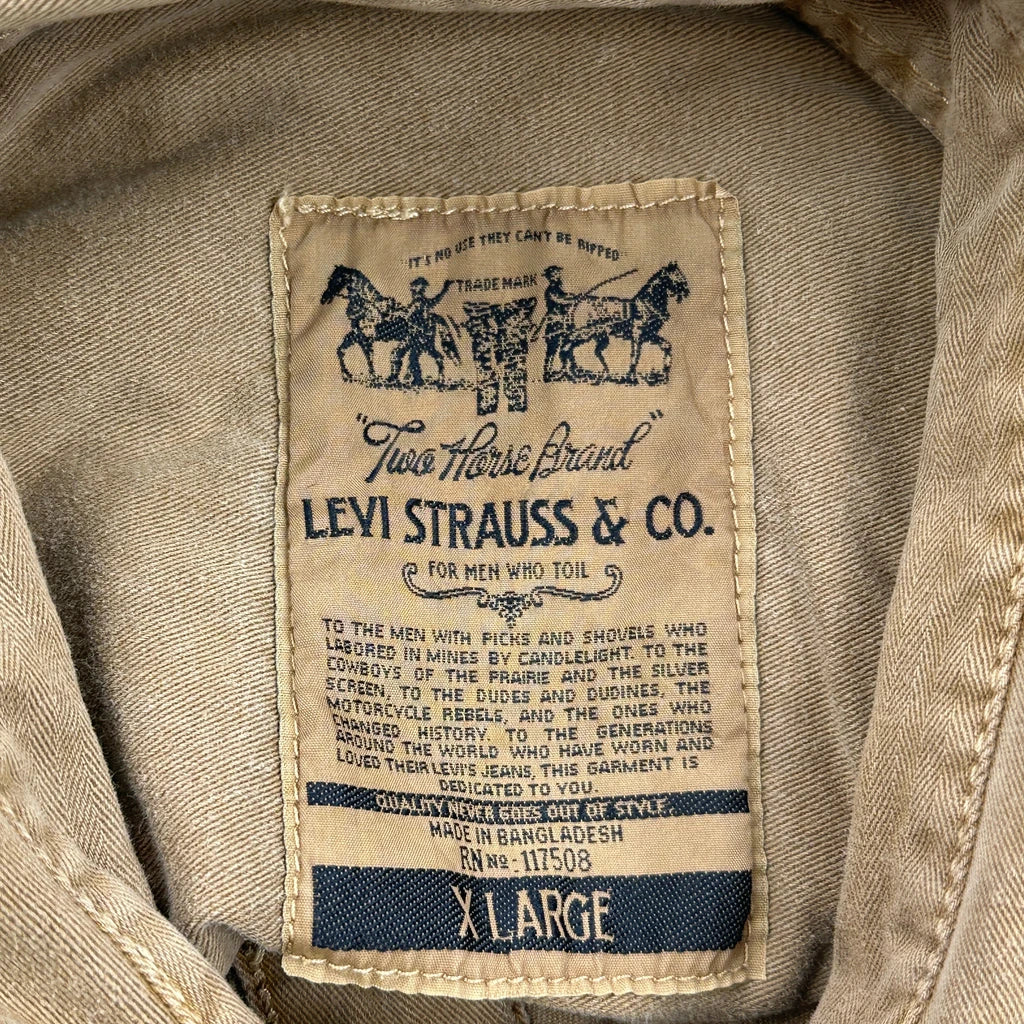 "IT'S NO USE THEY CAN'T BE RIPPED"
TRADE MARK
"Two Horse Brand"
LEVI STRAUSS & CO.
FOR MEN WHO TOIL
TO THE MEN WITH PICKS AND SHOVELS WHO
LABORED IN MINES BY CANDLELIGHT. TO THE
COWBOYS OF THE PRAIRIE AND THE SILVER
SCREEN, TO THE DUDES AND DUDINES, THE
MOTORCYCLE REBELS, AND THE ONES WHO
CHANGED HISTORY. TO THE GENERATIONS
AROUND THE WORLD WHO HAVE WORN AND
LOVED THEIR LEVI'S JEANS, THIS GARMENT IS
DEDICATED TO YOU.
QUALITY NEVER GOES OUT OF STYLE.
MADE IN BANGLADESH
RN No. 117508
X LARGE